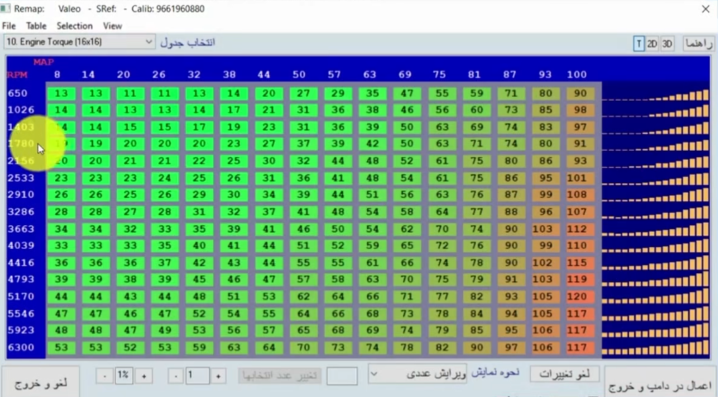 Remap: Valeo - SRef: - Calib: 9661960880
File Table Selection View
10. Engine Torque (16x16) انتخاب جدول T 2D 3D راهنما
MAP
RPM 8 14 20 26 32 38 44 50 57 63 69 75 81 87 93 100
650 13 13 11 11 13 14 20 27 29 35 47 55 59 71 80 90
1026 14 14 13 13 14 17 21 31 36 38 46 56 60 73 85 98
1403 14 14 15 15 17 19 23 31 36 39 50 63 69 74 83 97
1780 19 19 20 20 20 23 27 37 39 42 50 63 71 74 80 91
2156 20 20 21 21 22 25 30 32 44 48 52 61 75 80 86 93
2533 23 23 23 24 25 26 31 36 41 48 54 61 75 86 95 101
2910 26 26 25 26 29 30 34 39 44 51 56 63 76 87 99 108
3286 28 28 27 28 31 32 37 41 48 54 58 64 77 88 96 107
3663 34 34 32 33 35 39 41 46 50 54 62 70 74 90 103 112
4039 33 33 33 35 40 41 44 51 52 59 65 72 76 90 99 110
4416 36 36 36 37 42 43 44 55 55 61 66 74 78 90 102 115
4793 39 39 38 39 45 46 47 57 58 63 70 75 79 91 103 119
5170 44 44 43 44 48 51 53 62 64 66 71 77 82 93 105 120
5546 47 47 46 47 52 54 55 64 66 68 73 78 84 94 105 117
5923 48 48 47 49 53 56 57 65 68 69 74 79 85 95 106 117
6300 53 53 52 53 59 63 64 70 73 74 78 82 90 97 106 117
لغو و خروج - 1% + - 1 + تغییر عدد انتخابها ویرایش عددی نحوه نمایش لغو تغییرات اعمال در دامپ و خروج